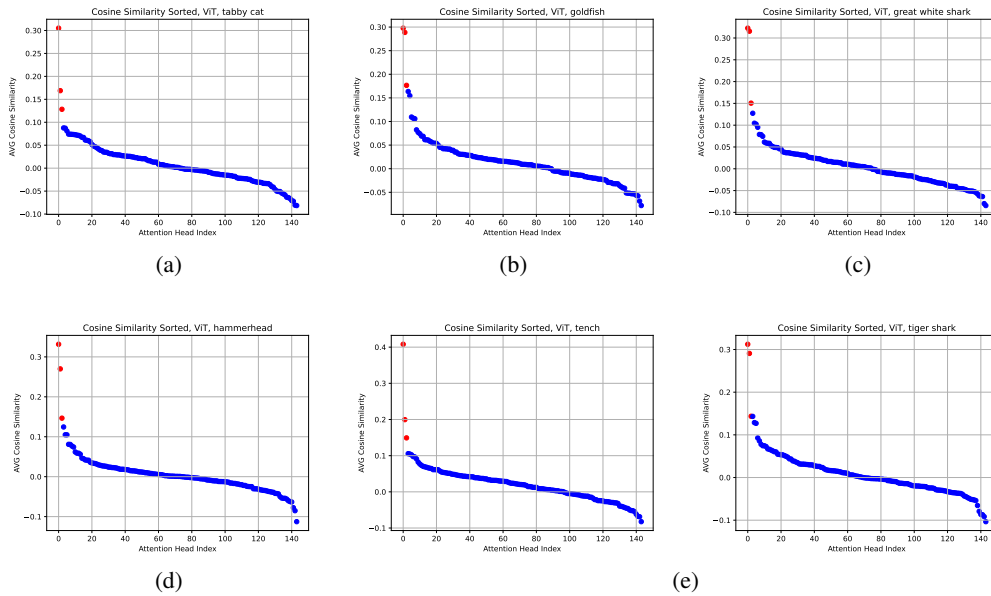 Cosine Similarity Sorted, ViT, tabby cat
AVG Cosine Similarity
0.30
0.25
0.20
0.15
0.10
0.05
0.00
−0.05
−0.10
0 20 40 60 80 100 120 140
Attention Head Index
(a)
Cosine Similarity Sorted, ViT, goldfish
AVG Cosine Similarity
0.30
0.25
0.20
0.15
0.10
0.05
0.00
−0.05
0 20 40 60 80 100 120 140
Attention Head Index
(b)
Cosine Similarity Sorted, ViT, great white shark
AVG Cosine Similarity
0.30
0.25
0.20
0.15
0.10
0.05
0.00
−0.05
−0.10
0 20 40 60 80 100 120 140
Attention Head Index
(c)
Cosine Similarity Sorted, ViT, hammerhead
AVG Cosine Similarity
0.3
0.2
0.1
0.0
−0.1
0 20 40 60 80 100 120 140
Attention Head Index
(d)
Cosine Similarity Sorted, ViT, tench
AVG Cosine Similarity
0.4
0.3
0.2
0.1
0.0
−0.1
0 20 40 60 80 100 120 140
Attention Head Index
Cosine Similarity Sorted, ViT, tiger shark
AVG Cosine Similarity
0.3
0.2
0.1
0.0
−0.1
0 20 40 60 80 100 120 140
Attention Head Index
(e)